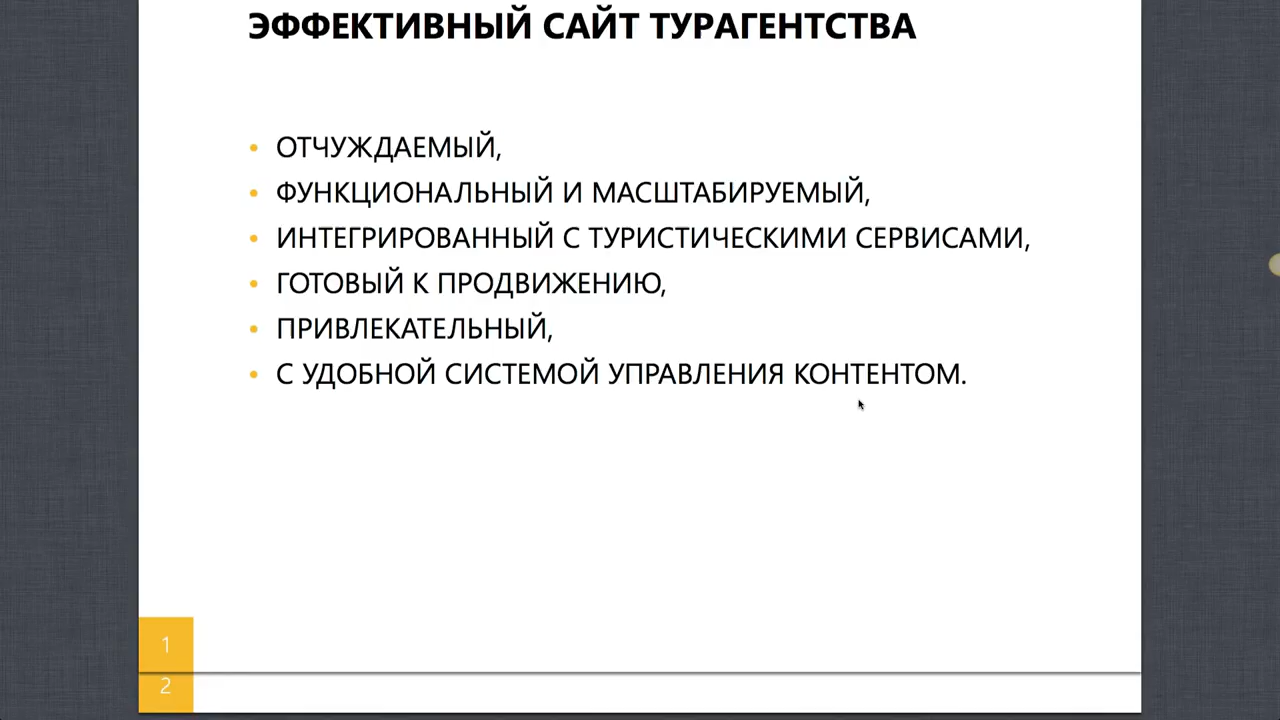 ЭФФЕКТИВНЫЙ САЙТ ТУРАГЕНТСТВА
• ОТЧУЖДАЕМЫЙ,
• ФУНКЦИОНАЛЬНЫЙ И МАСШТАБИРУЕМЫЙ,
• ИНТЕГРИРОВАННЫЙ С ТУРИСТИЧЕСКИМИ СЕРВИСАМИ,
• ГОТОВЫЙ К ПРОДВИЖЕНИЮ,
• ПРИВЛЕКАТЕЛЬНЫЙ,
• С УДОБНОЙ СИСТЕМОЙ УПРАВЛЕНИЯ КОНТЕНТОМ.
1
2